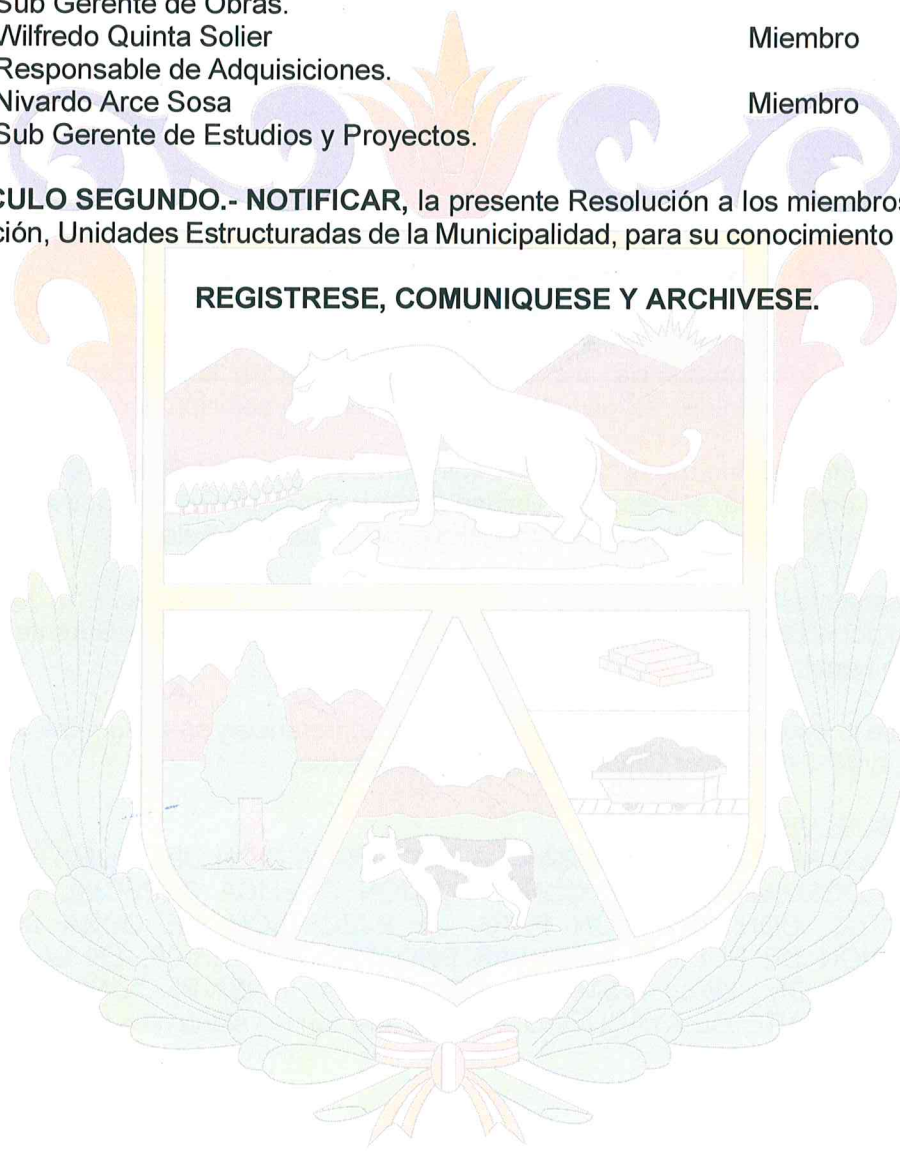 Sub Gerente de Obras.
Wilfredo Quinta Solier Miembro
Responsable de Adquisiciones.
Nivardo Arce Sosa Miembro
Sub Gerente de Estudios y Proyectos.
CULO SEGUNDO.- NOTIFICAR, la presente Resolución a los miembros
ción, Unidades Estructuradas de la Municipalidad, para su conocimiento
REGISTRESE, COMUNIQUESE Y ARCHIVESE.